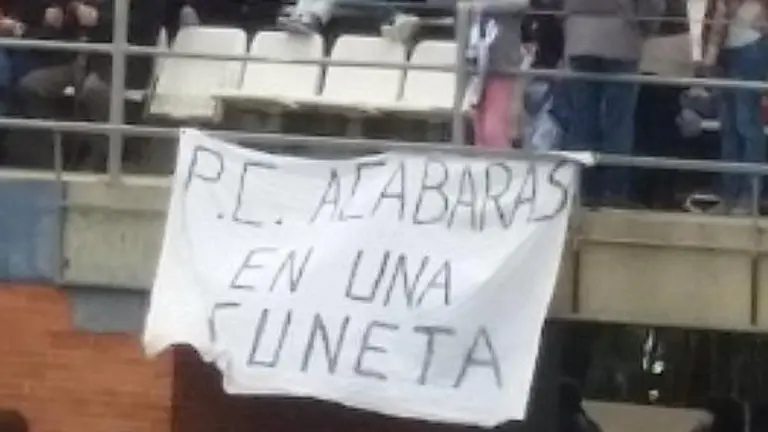 P.C. ACABARAS
EN UNA
CUNETA